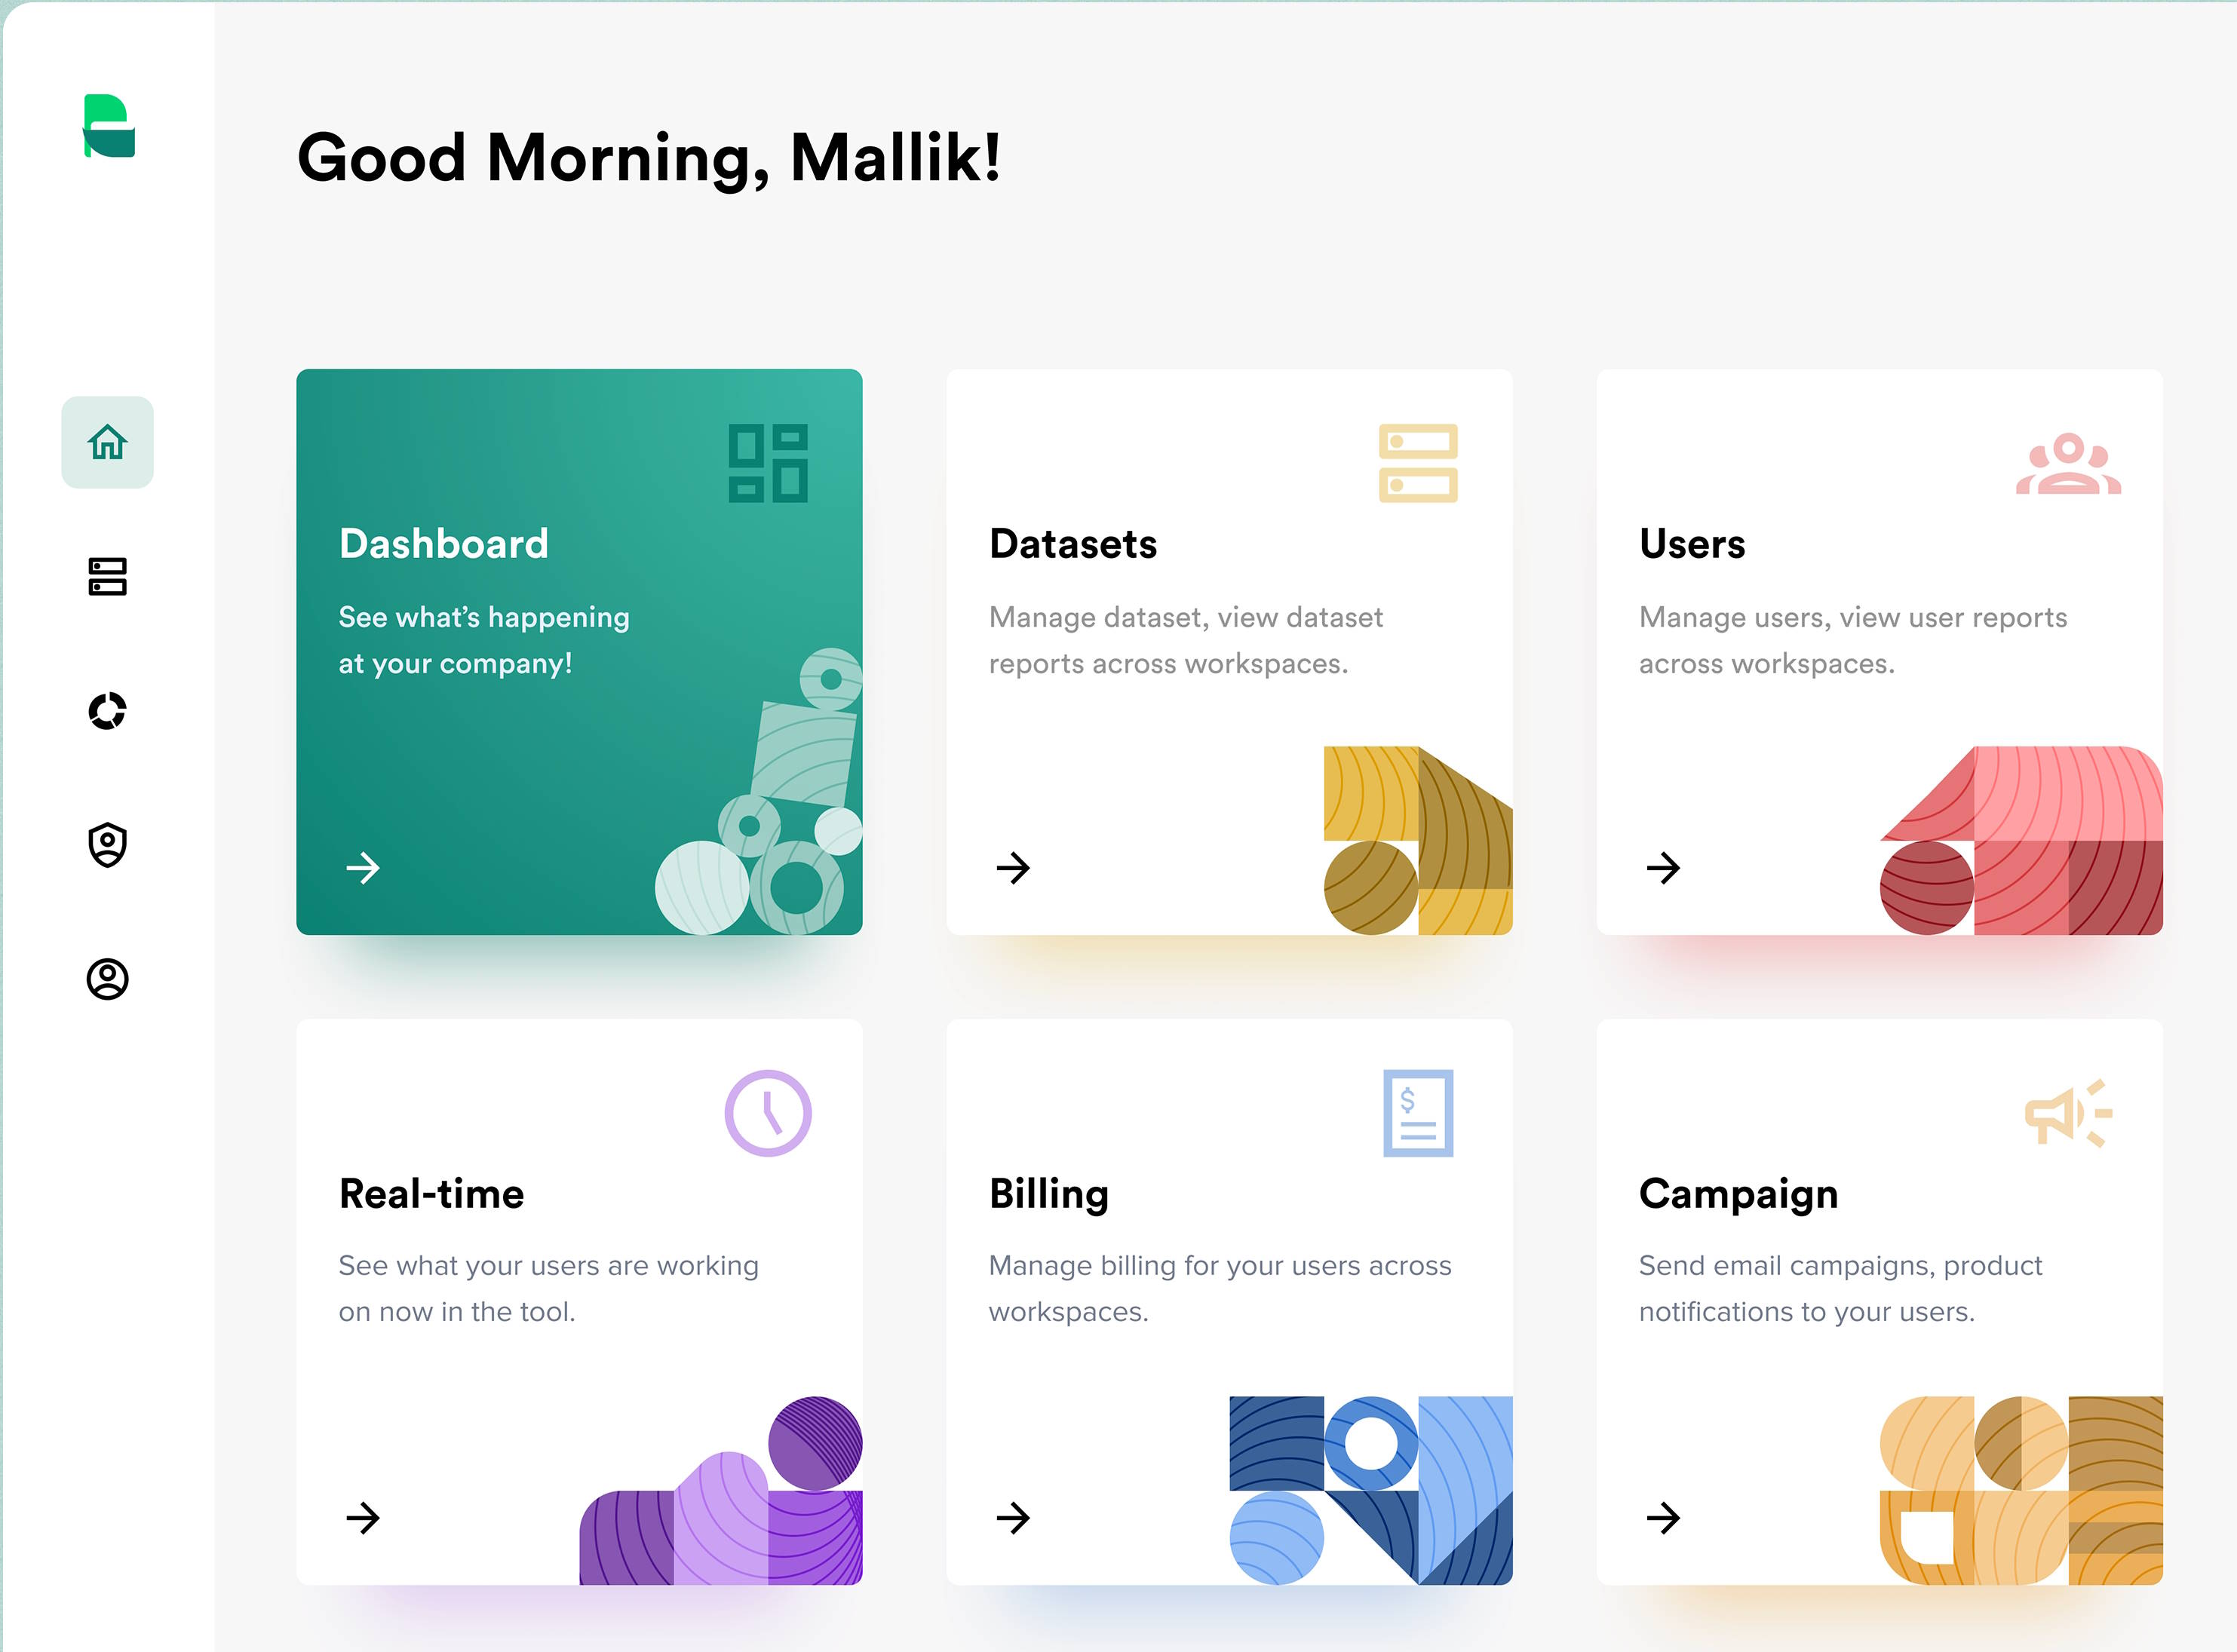 Good Morning, Mallik!
Dashboard
See what’s happening
at your company!
Datasets
Manage dataset, view dataset
reports across workspaces.
Users
Manage users, view user reports
across workspaces.
Real-time
See what your users are working
on now in the tool.
$
Billing
Manage billing for your users across
workspaces.
Campaign
Send email campaigns, product
notifications to your users.